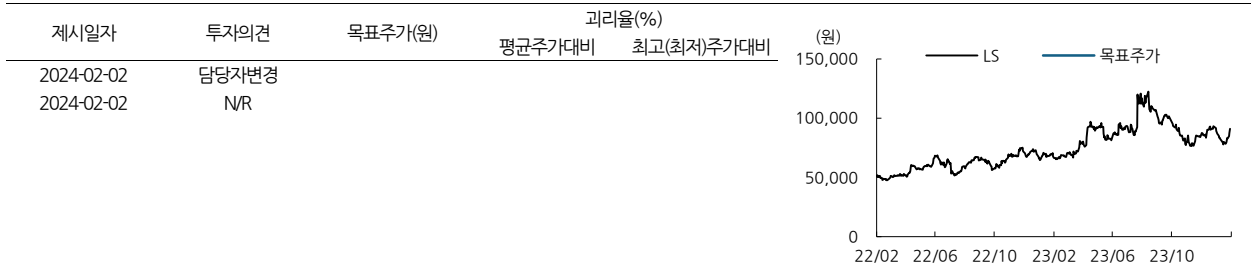 제시일자 투자의견 목표주가(원) 괴리율(%)
평균주가대비 최고(최저)주가대비
2024-02-02 담당자변경
2024-02-02 N/R
(원)
LS 목표주가
150,000
100,000
50,000
0
22/02 22/06 22/10 23/02 23/06 23/10